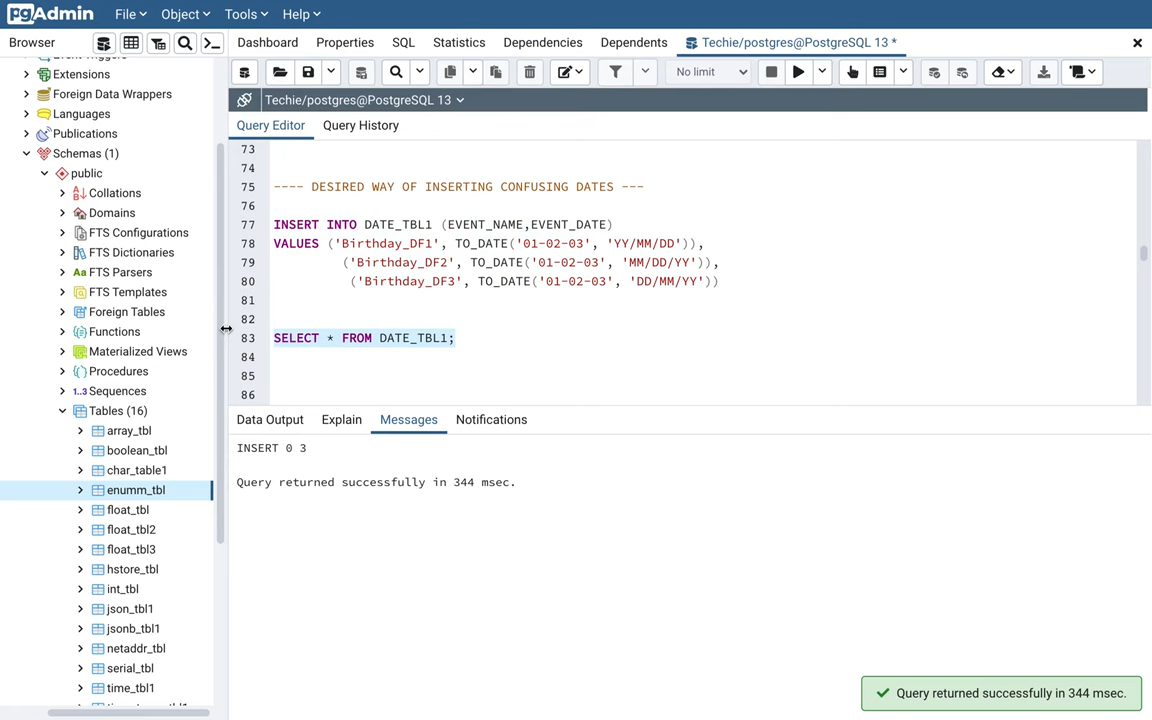 pgAdmin File Object Tools Help
Browser
Dashboard Properties SQL Statistics Dependencies Dependents Techie/postgres@PostgreSQL 13 *
No limit
Techie/postgres@PostgreSQL 13
Query Editor Query History
Event Triggers
Extensions
Foreign Data Wrappers
Languages
Publications
Schemas (1)
public
Collations
Domains
FTS Configurations
FTS Dictionaries
Aa FTS Parsers
FTS Templates
Foreign Tables
Functions
Materialized Views
Procedures
1..3 Sequences
Tables (16)
array_tbl
boolean_tbl
char_table1
enumm_tbl
float_tbl
float_tbl2
float_tbl3
hstore_tbl
int_tbl
json_tbl1
jsonb_tbl1
netaddr_tbl
serial_tbl
time_tbl1
73
74
75 ---- DESIRED WAY OF INSERTING CONFUSING DATES ---
76
77 INSERT INTO DATE_TBL1 (EVENT_NAME,EVENT_DATE)
78 VALUES ('Birthday_DF1', TO_DATE('01-02-03', 'YY/MM/DD')),
79 ('Birthday_DF2', TO_DATE('01-02-03', 'MM/DD/YY')),
80 ('Birthday_DF3', TO_DATE('01-02-03', 'DD/MM/YY'))
81
82
83 SELECT * FROM DATE_TBL1;
84
85
86
Data Output Explain Messages Notifications
INSERT 0 3
Query returned successfully in 344 msec.
Query returned successfully in 344 msec.